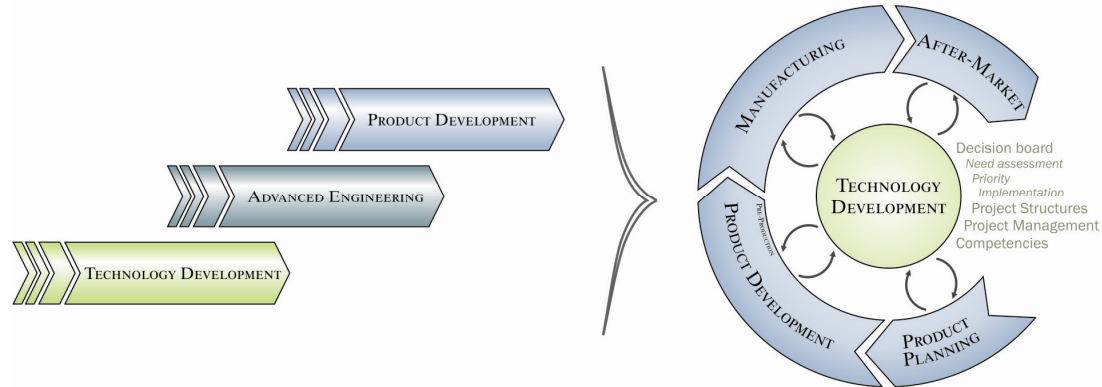 PRODUCT DEVELOPMENT
ADVANCED ENGINEERING
TECHNOLOGY DEVELOPMENT
MANUFACTURING
AFTER-MARKET
TECHNOLOGY
DEVELOPMENT
Decision board
Need assessment
Priority
Implementation
Project Structures
Project Management
Competencies
PRE-PRODUCTION
PRODUCT DEVELOPMENT
PRODUCT
PLANNING